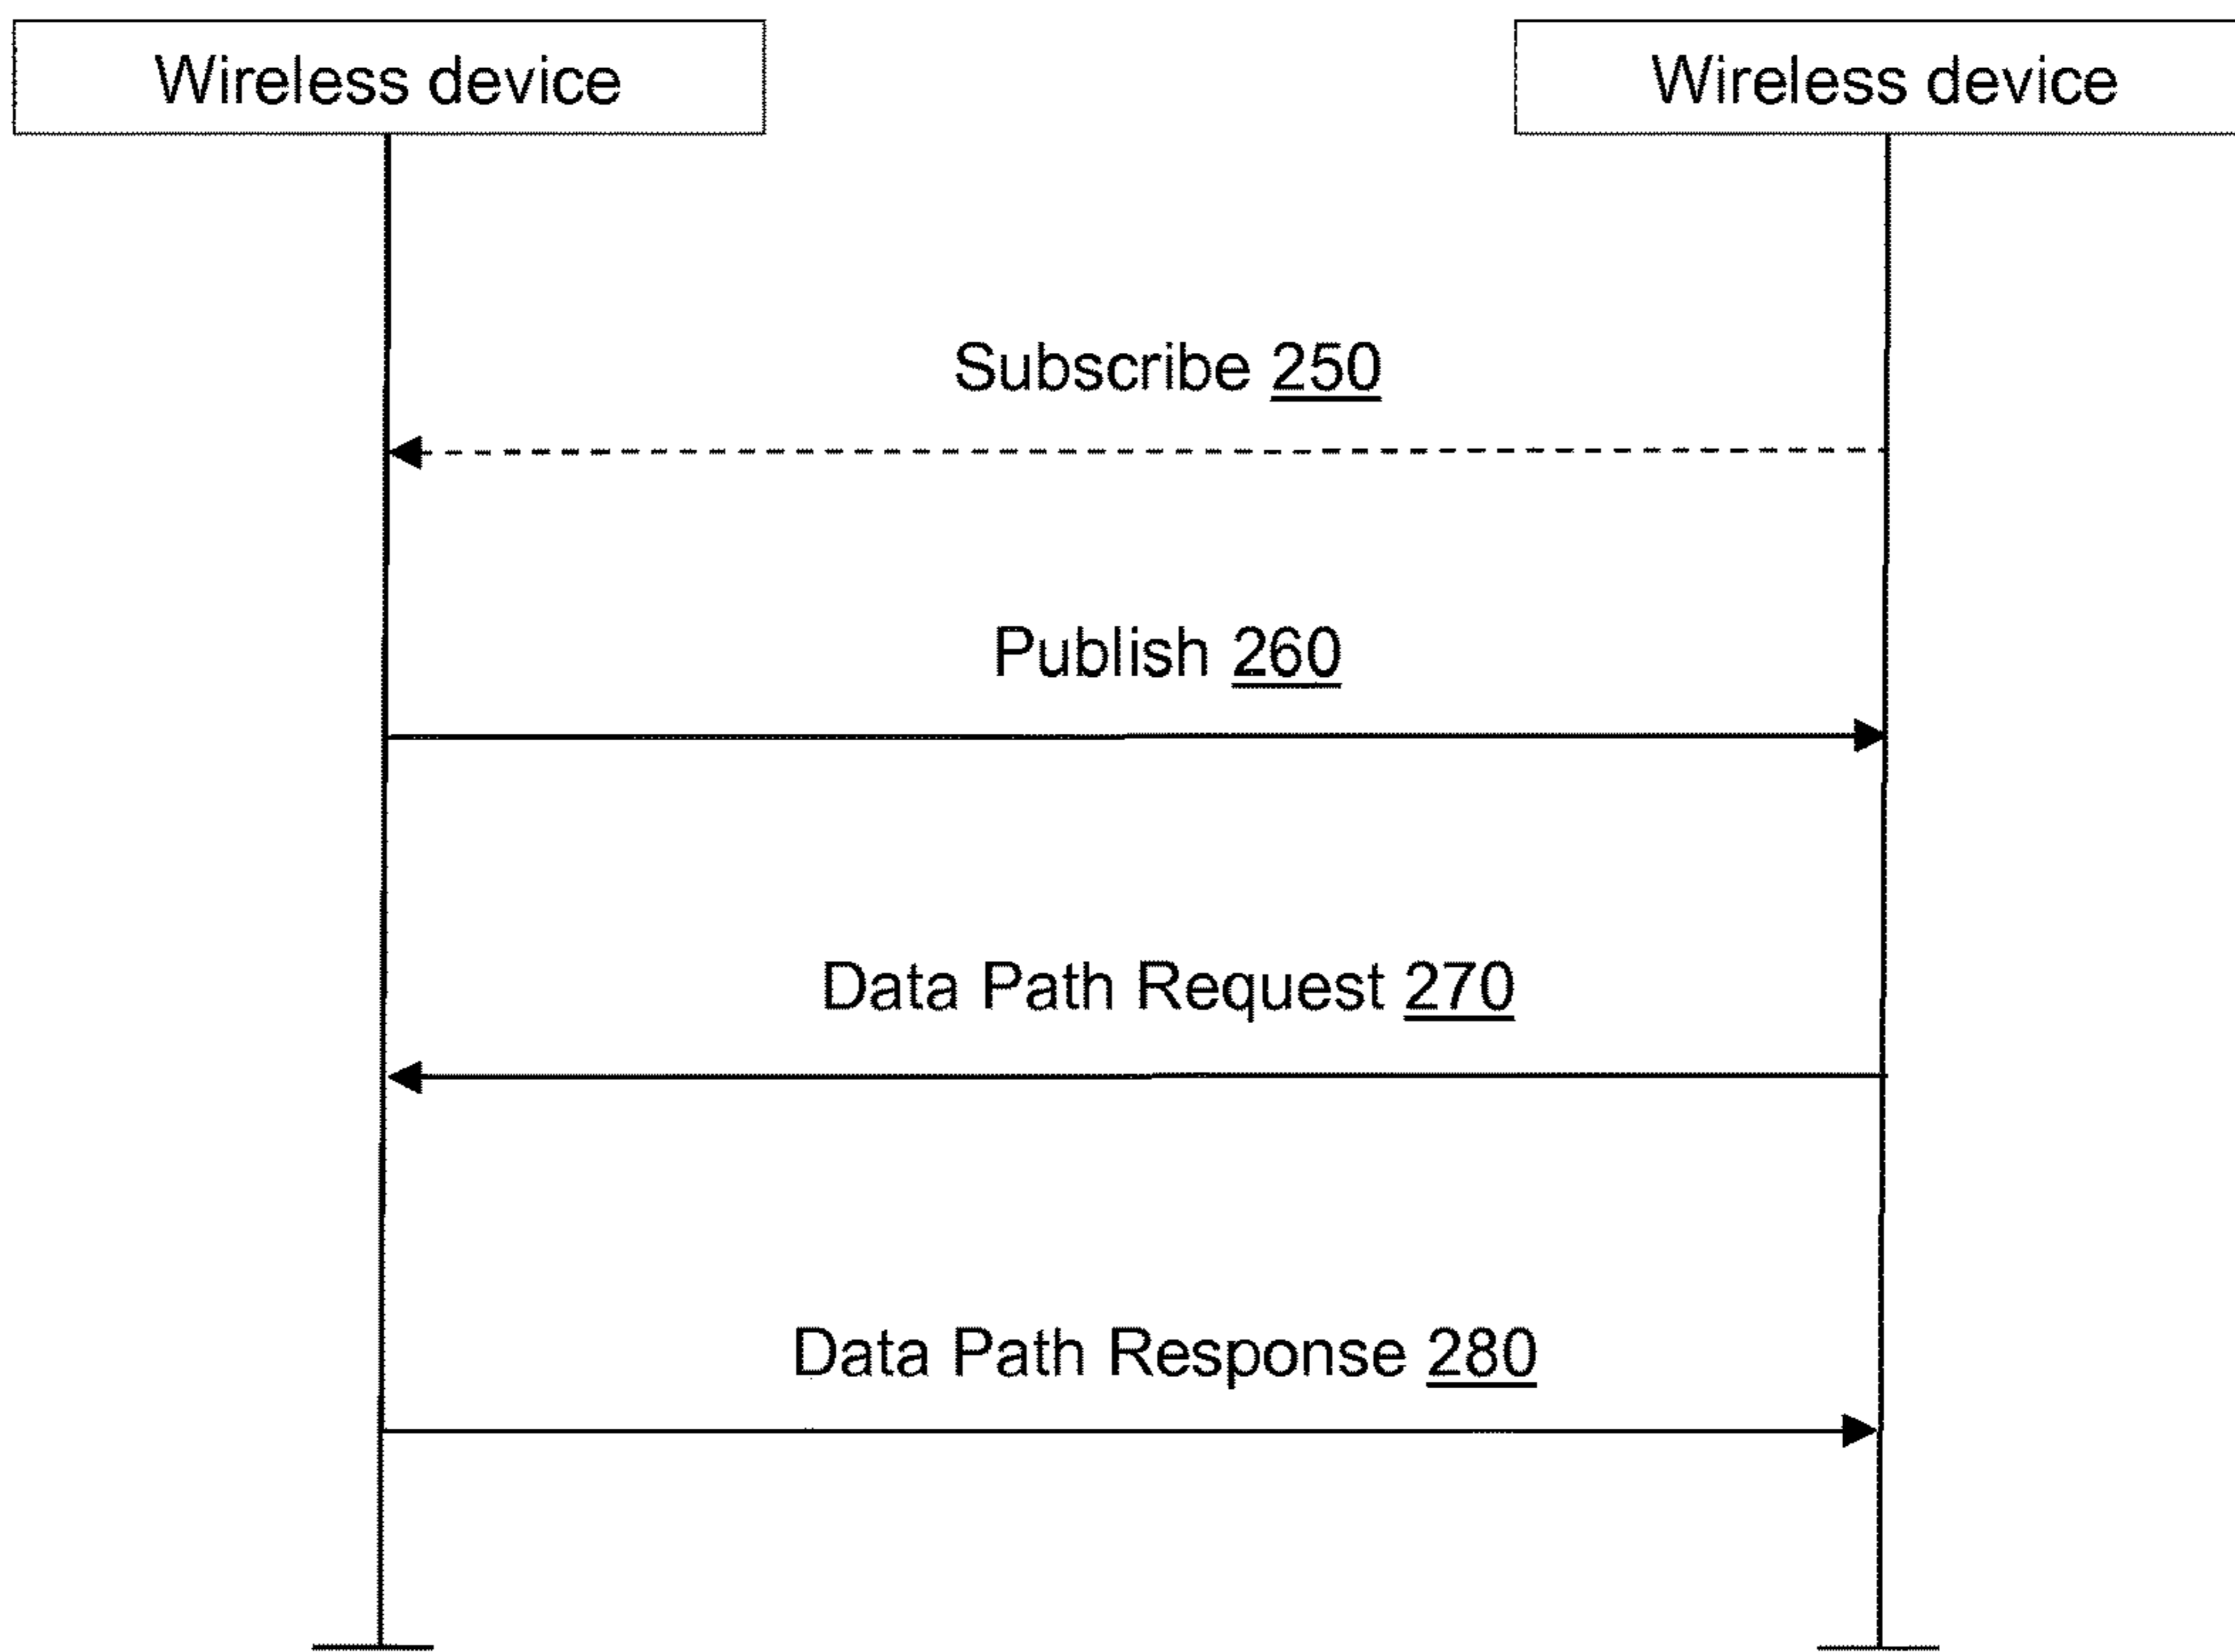 Wireless device
Wireless device
Subscribe 250
Publish 260
Data Path Request 270
Data Path Response 280